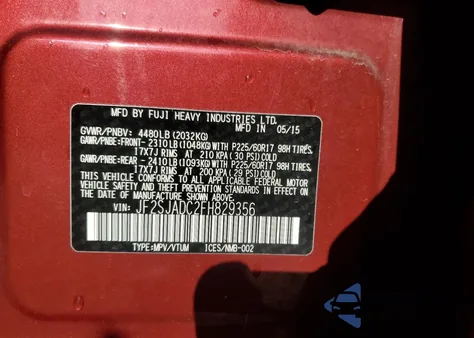 MFD. BY FUJI HEAVY INDUSTRIES LTD.
MFD IN 05/15
GVWR/PNBV: 4480LB(2032KG)
GAWR/PNBE:FRONT-2310LB(1048KG)WITH P225/60R17 98H TIRES,
17X7J RIMS AT 210 KPA(30 PSI)COLD
GAWR/PNBE:REAR -2410LB(1093KG)WITH P225/60R17 98H TIRES,
17X7J RIMS AT 200 KPA(29 PSI)COLD
THIS VEHICLE CONFORMS TO ALL APPLICABLE
FEDERAL MOTOR VEHICLE SAFETY
STANDARDS IN EFFECT ON THE
DATE OF MANUFACTURE SHOWN ABOVE.
VIN: JF2SJADC2FH829356
TYPE:MPV/VTUM ICES/NMB-002